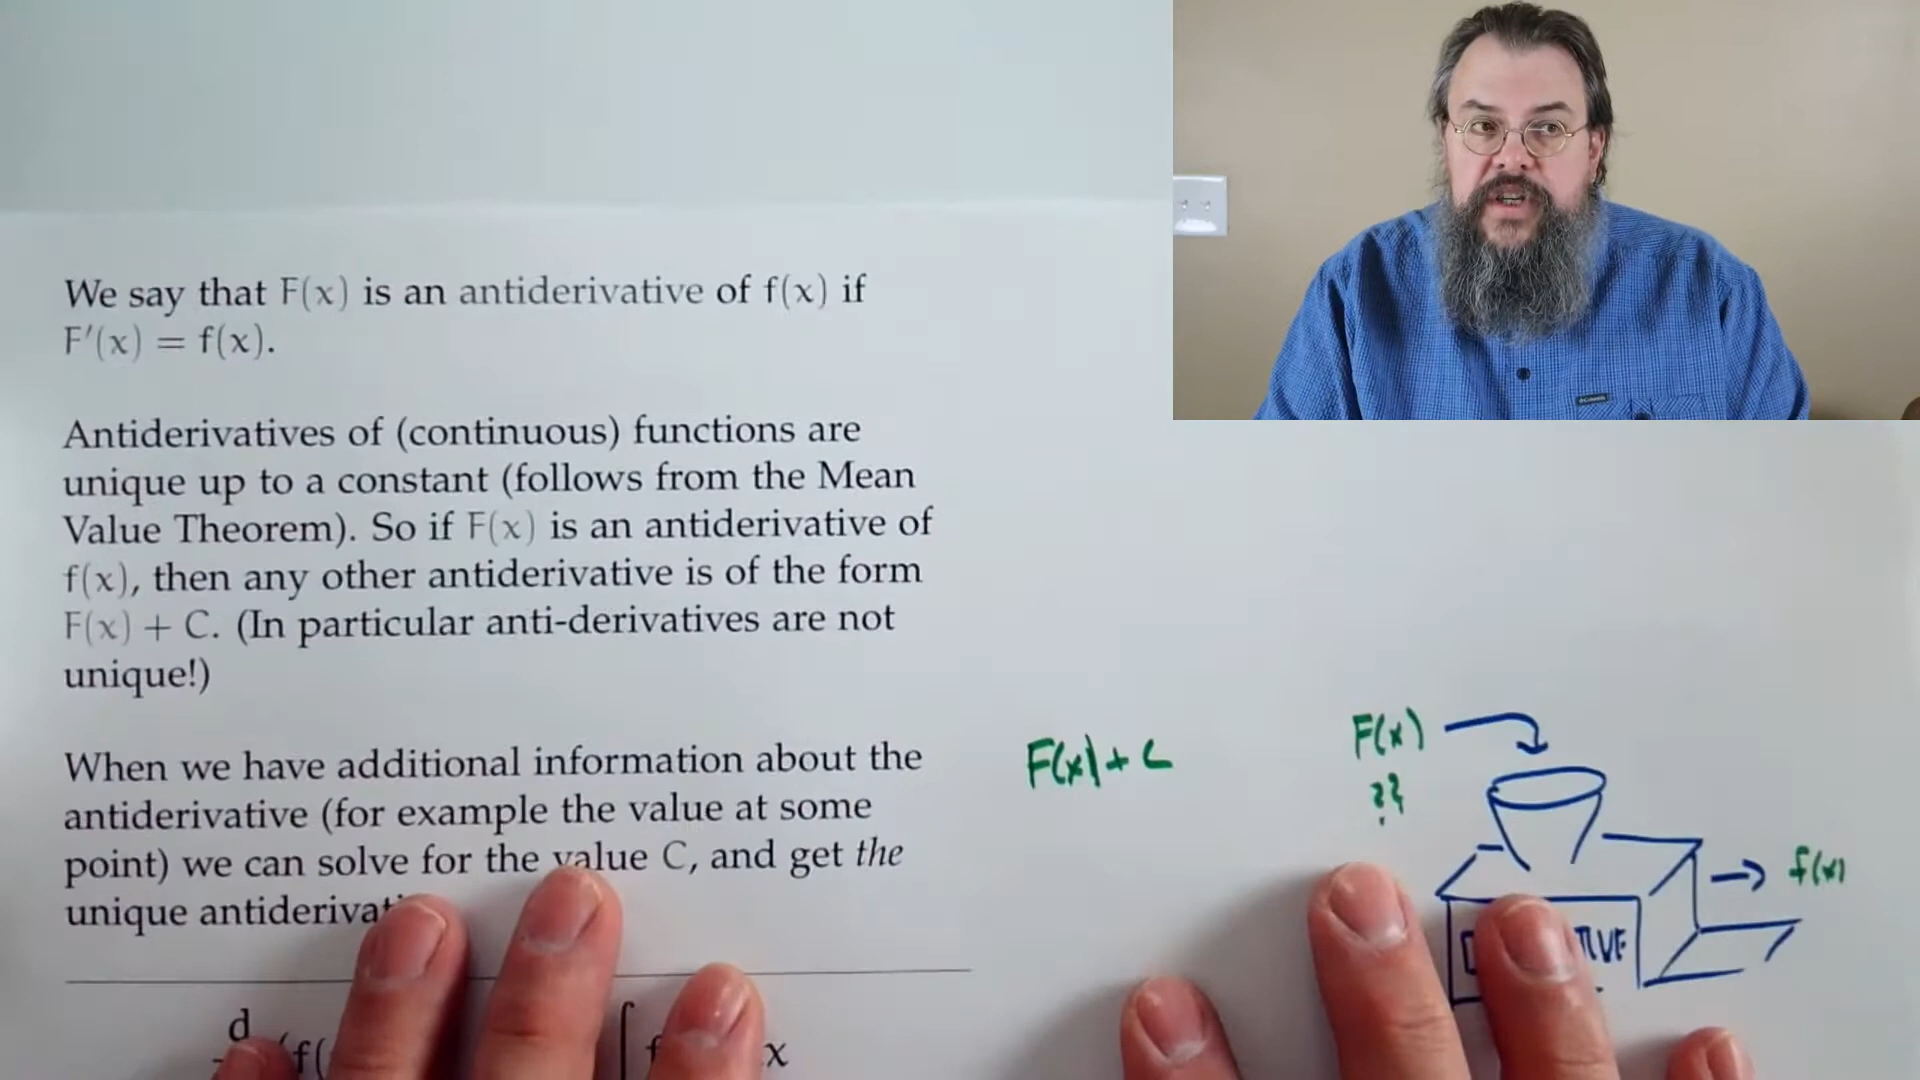 We say that F(x) is an antiderivative of f(x) if
F′(x) = f(x).
Antiderivatives of (continuous) functions are
unique up to a constant (follows from the Mean
Value Theorem). So if F(x) is an antiderivative of
f(x), then any other antiderivative is of the form
F(x) + C. (In particular anti-derivatives are not
unique!)
When we have additional information about the
antiderivative (for example the value at some
point) we can solve for the value C, and get the
unique
F(x) + C
F(x)
??
f(x)
d
f(
∫
x